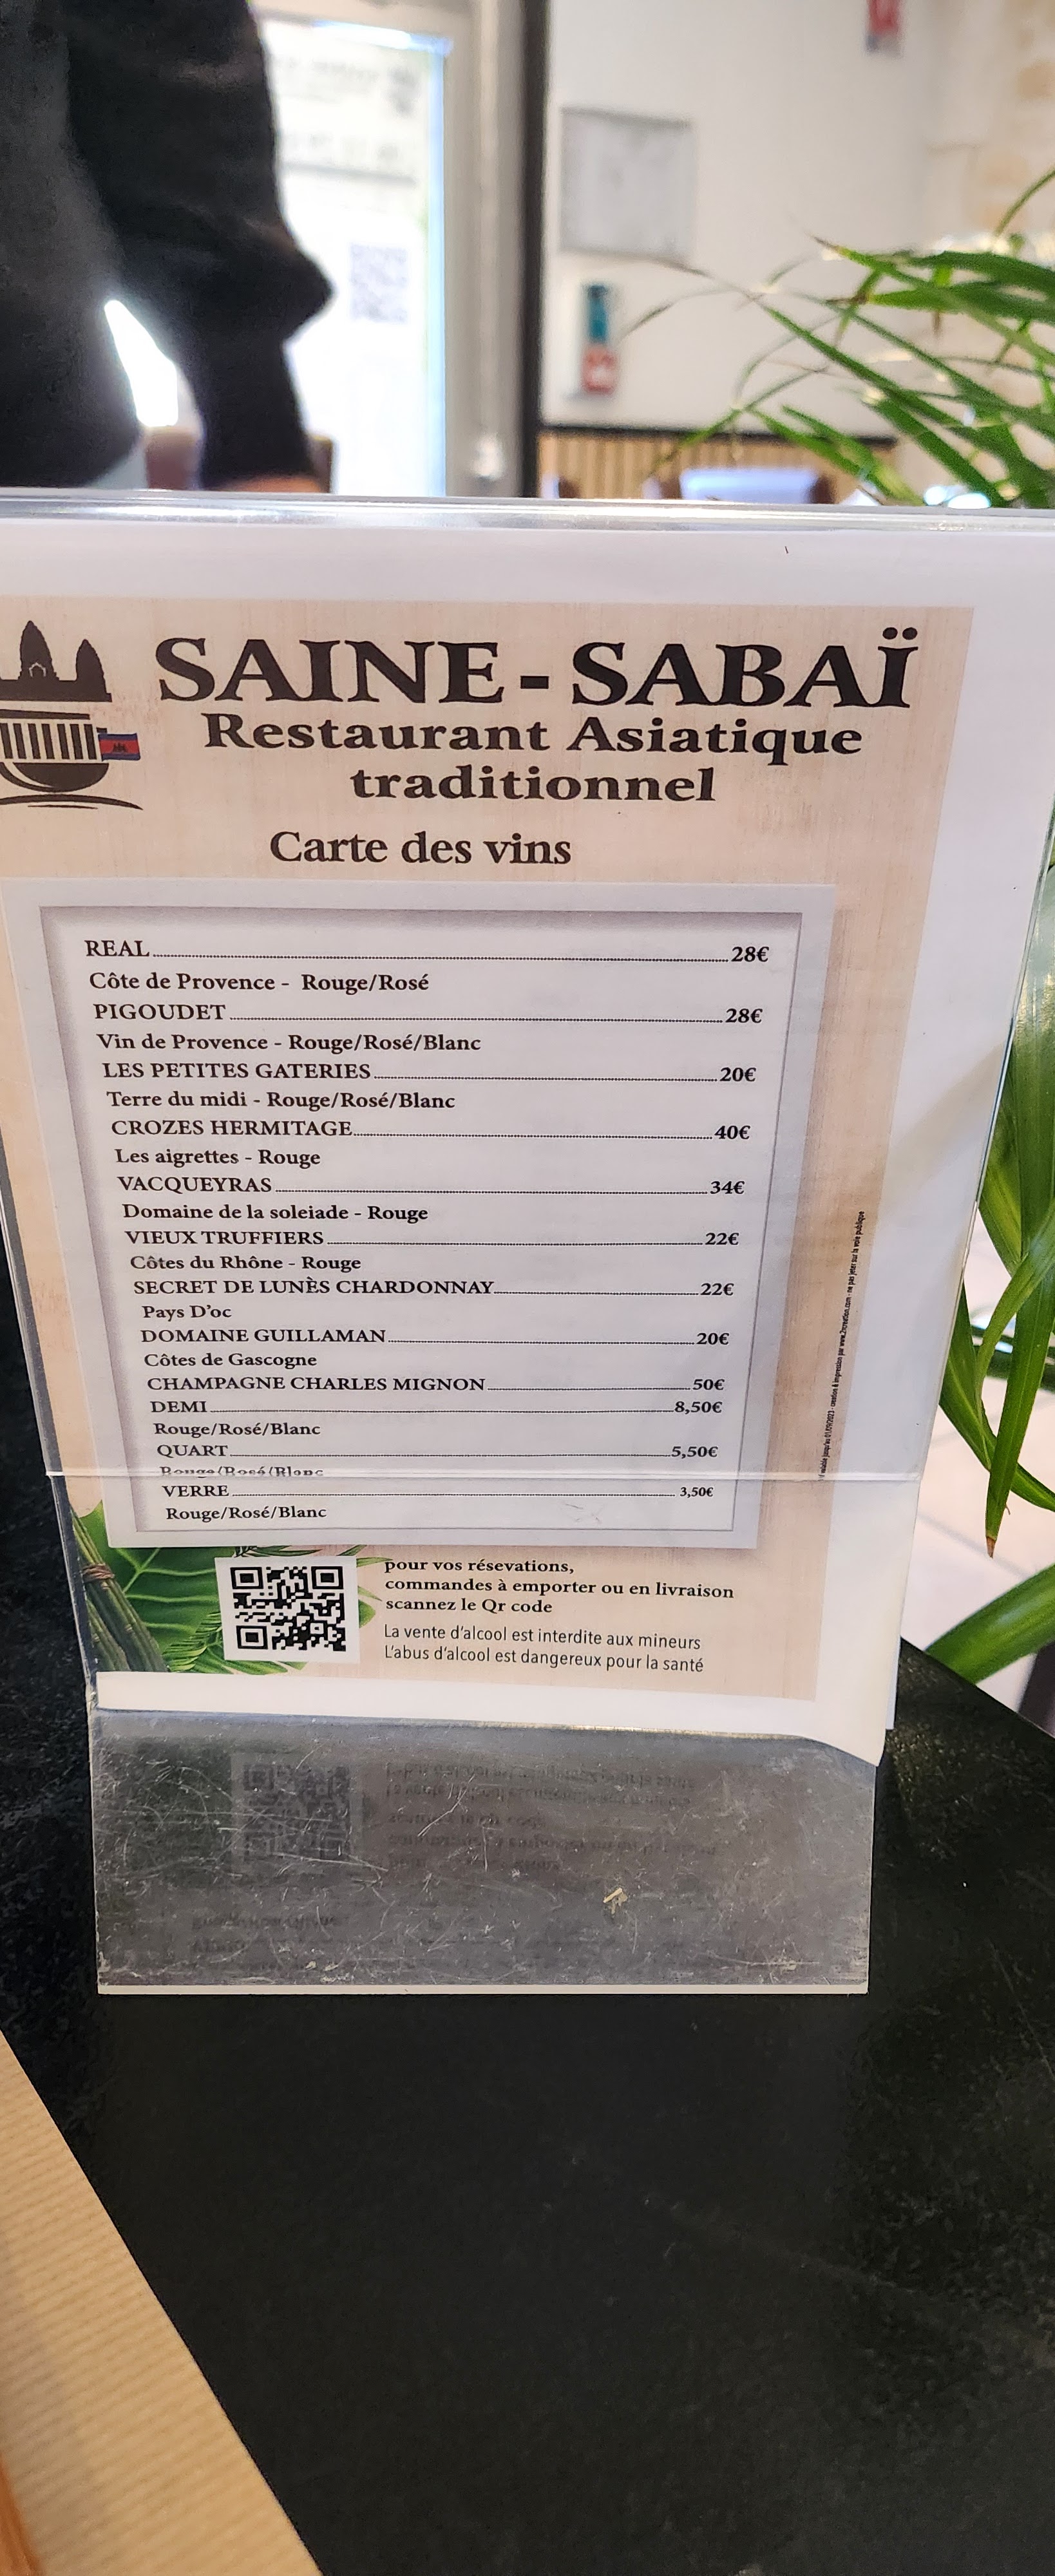 SAINE-SABAÏ
Restaurant Asiatique
traditionnel
Carte des vins
REAL 28€
Côte de Provence - Rouge/Rosé
PIGOUDET 28€
Vin de Provence - Rouge/Rosé/Blanc
LES PETITES GATERIES 20€
Terre du midi - Rouge/Rosé/Blanc
CROZES HERMITAGE 40€
Les aigrettes - Rouge
VACQUEYRAS 34€
Domaine de la soleiade - Rouge
VIEUX TRUFFIERS 22€
Côtes du Rhône - Rouge
SECRET DE LUNÈS CHARDONNAY 22€
Pays D'oc
DOMAINE GUILLAMAN 20€
Côtes de Gascogne
CHAMPAGNE CHARLES MIGNON 50€
DEMI 8,50€
Rouge/Rosé/Blanc
QUART 5,50€
Rouge/Rosé/Blanc
VERRE 3,50€
Rouge/Rosé/Blanc
pour vos résevations,
commandes à emporter ou en livraison
scannez le Qr code
La vente d'alcool est interdite aux mineurs
L'abus d'alcool est dangereux pour la santé